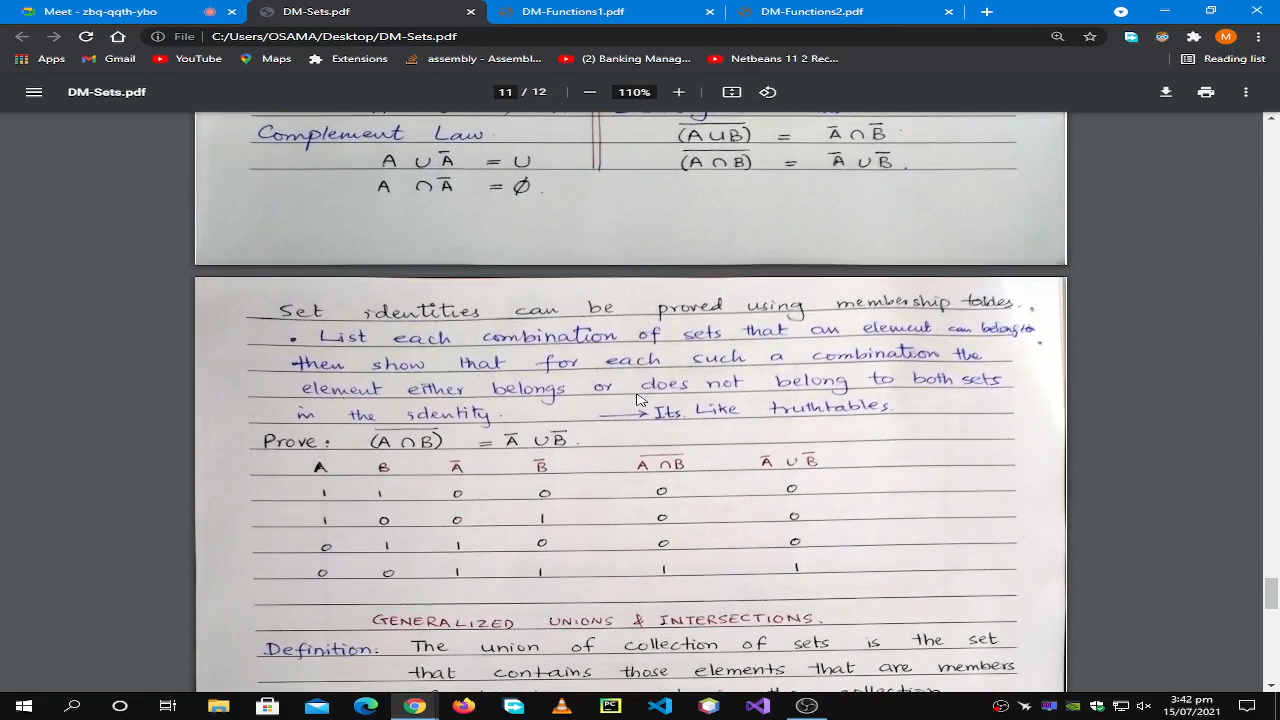 Meet - zbq-qqth-ybo
DM-Sets.pdf
DM-Functions1.pdf
DM-Functions2.pdf
File | C:/Users/OSAMA/Desktop/DM-Sets.pdf
Apps Gmail YouTube Maps Extensions assembly - Assembl... (2) Banking Manag... Netbeans 11 2 Rec... Reading list
DM-Sets.pdf 11 / 12 110%
Complement Law
A ∪ A̅ = U
A ∩ A̅ = ∅
(A ∪ B)̅ = A̅ ∩ B̅
(A ∩ B)̅ = A̅ ∪ B̅.
Set identities can be proved using membership tables.
• List each combination of sets that an element can belong to
then show that for each such a combination the
element either belongs or does not belong to both sets
in the identity. → Its Like truthtables.
Prove: (A ∩ B)̅ = A̅ ∪ B̅.
A B A̅ B̅ A ∩ B̅ A̅ ∪ B̅
1 1 0 0 0 0
1 0 0 1 0 0
0 1 1 0 0 0
0 0 1 1 1 1
GENERALIZED UNIONS & INTERSECTIONS.
Definition: The union of collection of sets is the set
that contains those elements that are members
collection
3:42 pm
15/07/2021